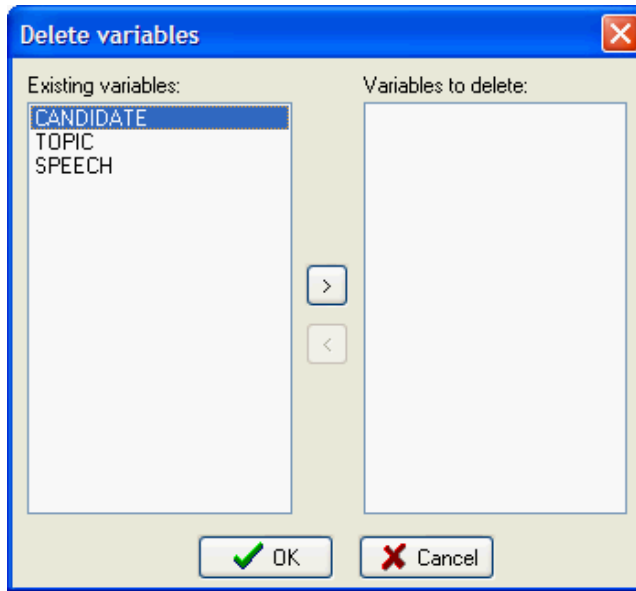 Delete variables
Existing variables:
Variables to delete:
CANDIDATE
TOPIC
SPEECH
>
<
OK
Cancel